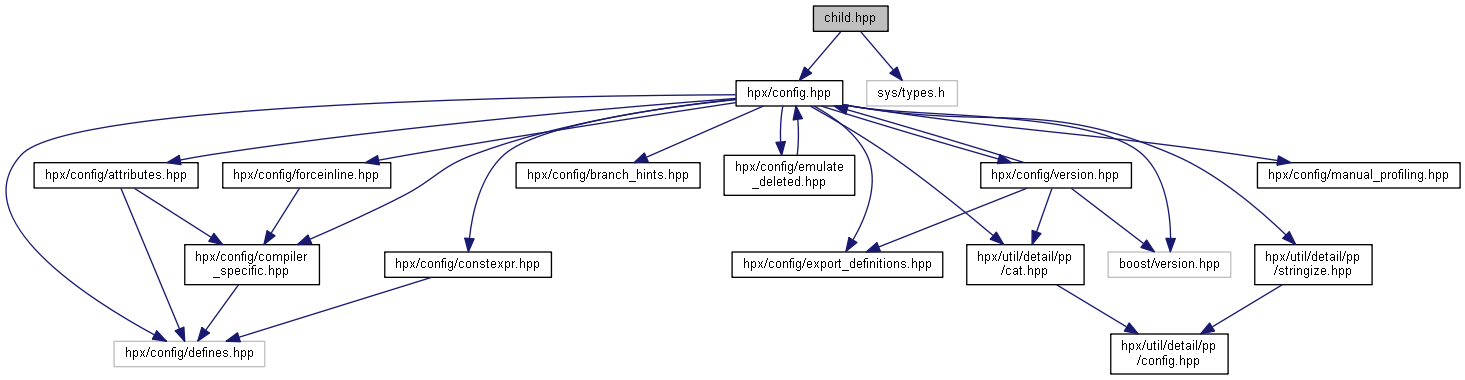 child.hpp
hpx/config.hpp
sys/types.h
hpx/config/attributes.hpp
hpx/config/forceinline.hpp
hpx/config/branch_hints.hpp
hpx/config/emulate
_deleted.hpp
hpx/config/version.hpp
hpx/config/manual_profiling.hpp
hpx/config/compiler
_specific.hpp
hpx/config/constexpr.hpp
hpx/config/export_definitions.hpp
hpx/util/detail/pp
/cat.hpp
boost/version.hpp
hpx/util/detail/pp
/stringize.hpp
hpx/config/defines.hpp
hpx/util/detail/pp
/config.hpp